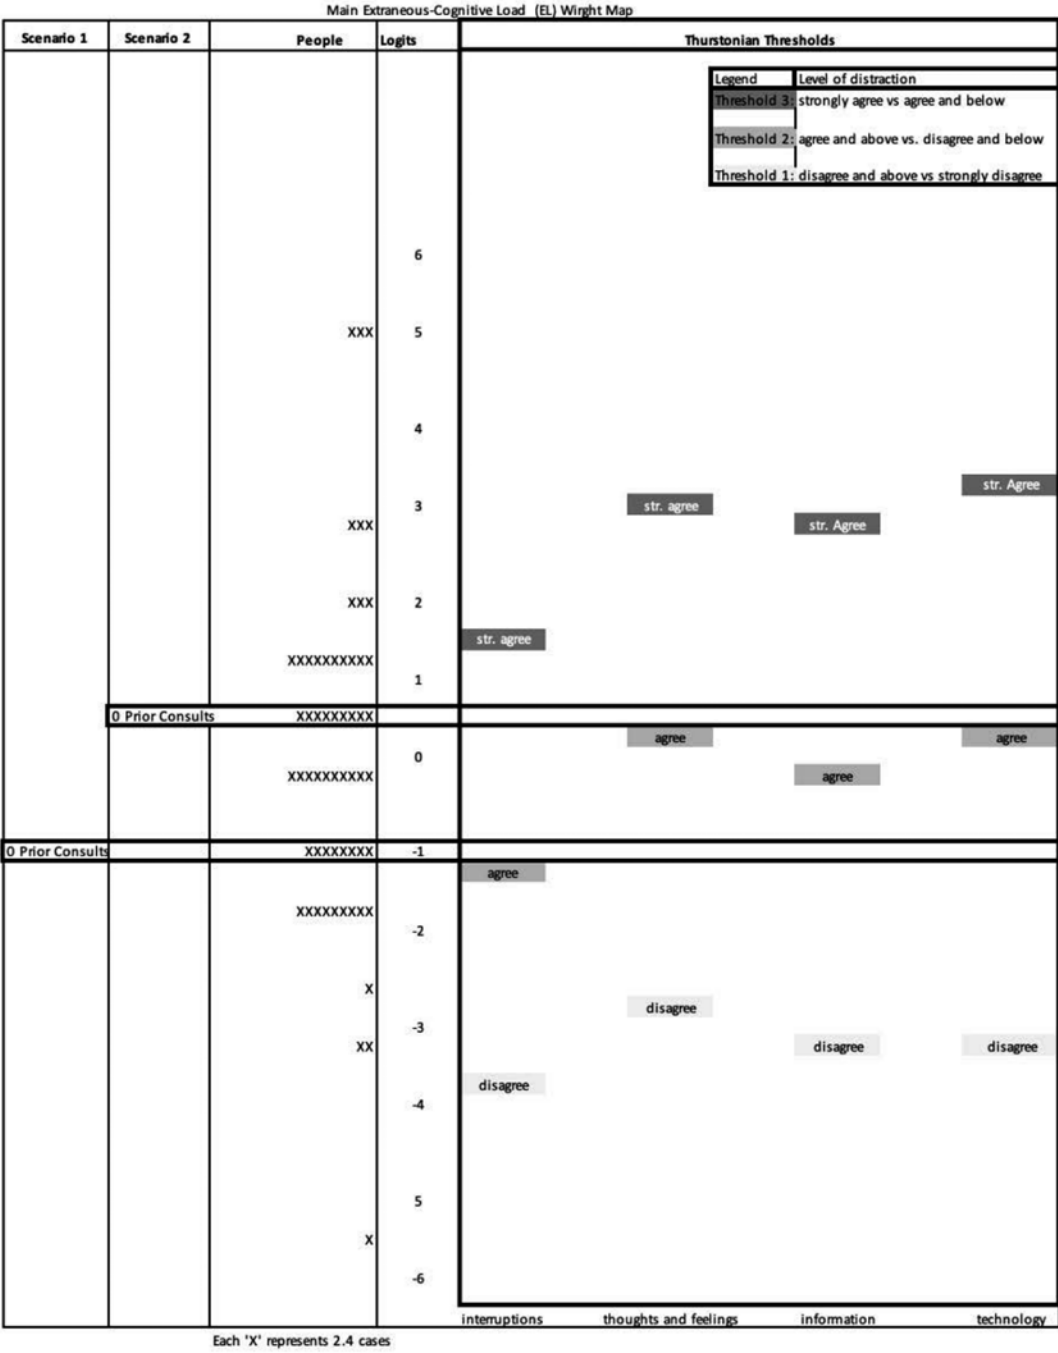 Main Extraneous-Cognitive Load (EL) Wirght Map
Scenario 1 Scenario 2 People Logits Thurstonian Thresholds
Legend Level of distraction
Threshold 3: strongly agree vs agree and below
Threshold 2: agree and above vs. disagree and below
Threshold 1: disagree and above vs strongly disagree
6
XXX 5
4
str. Agree
3 str. agree
XXX str. Agree
XXX 2
str. agree
XXXXXXXXXX
1
0 Prior Consults XXXXXXXXX
agree agree
0
XXXXXXXXXX agree
0 Prior Consults XXXXXXXX -1
agree
XXXXXXXXX
-2
X
disagree
-3
XX disagree disagree
disagree
-4
5
X
-6
interruptions thoughts and feelings information technology
Each 'X' represents 2.4 cases